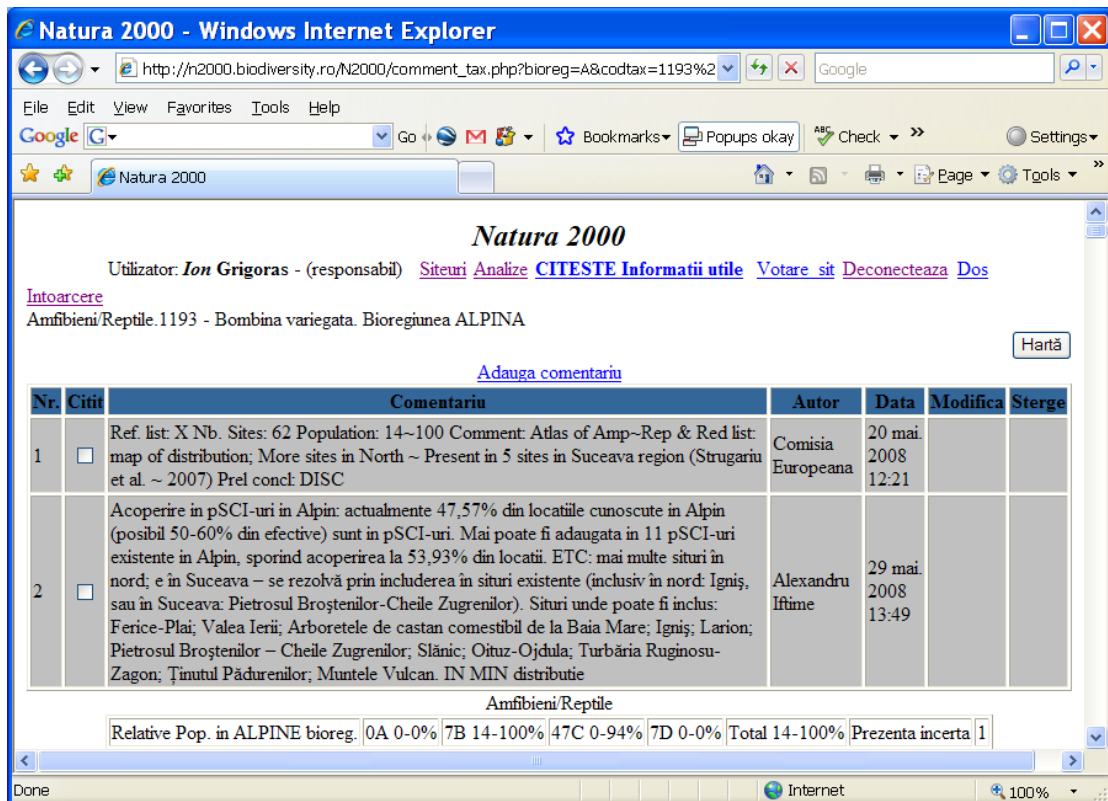 Natura 2000 - Windows Internet Explorer
http://n2000.biodiversity.ro/N2000/comment_tax.php?bioreg=A&codtax=1193%2
Google
File Edit View Favorites Tools Help
Google G Go Bookmarks Popups okay ABC Check » Settings
Natura 2000 Page Tools »
Natura 2000
Utilizator: Ion Grigoras - (responsabil) Siteuri Analize CITESTE Informatii utile Votare sit Deconecteaza Dos
Intoarcere
Amfibieni/Reptile.1193 - Bombina variegata. Bioregiunea ALPINA
Hartă
Adauga comentariu
Nr. Citit Comentariu Autor Data Modifica Sterge
1 Ref. list: X Nb. Sites: 62 Population: 14~100 Comment: Atlas of Amp~Rep & Red list:
map of distribution; More sites in North ~ Present in 5 sites in Suceava region (Strugariu
et al. ~ 2007) Prel concl: DISC
Comisia
Europeana
20 mai.
2008
12:21
2 Acoperire in pSCI-uri in Alpin: actualmente 47,57% din locatiile cunoscute in Alpin
(posibil 50-60% din efective) sunt in pSCI-uri. Mai poate fi adaugata in 11 pSCI-uri
existente in Alpin, sporind acoperirea la 53,93% din locatii. ETC: mai multe situri în
nord; e în Suceava – se rezolvă prin includerea în situri existente (inclusiv în nord: Igniş,
sau în Suceava: Pietrosul Broştenilor-Cheile Zugrenilor). Situri unde poate fi inclus:
Ferice-Plai; Valea Ierii; Arboretele de castan comestibil de la Baia Mare; Igniş; Larion;
Pietrosul Broştenilor – Cheile Zugrenilor; Slănic; Oituz-Ojdula; Turbăria Ruginosu-
Zagon; Ţinutul Pădurenilor; Muntele Vulcan. IN MIN distributie
Alexandru
Iftime
29 mai.
2008
13:49
Amfibieni/Reptile
Relative Pop. in ALPINE bioreg. 0A 0-0% 7B 14-100% 47C 0-94% 7D 0-0% Total 14-100% Prezenta incerta 1
Done Internet 100%